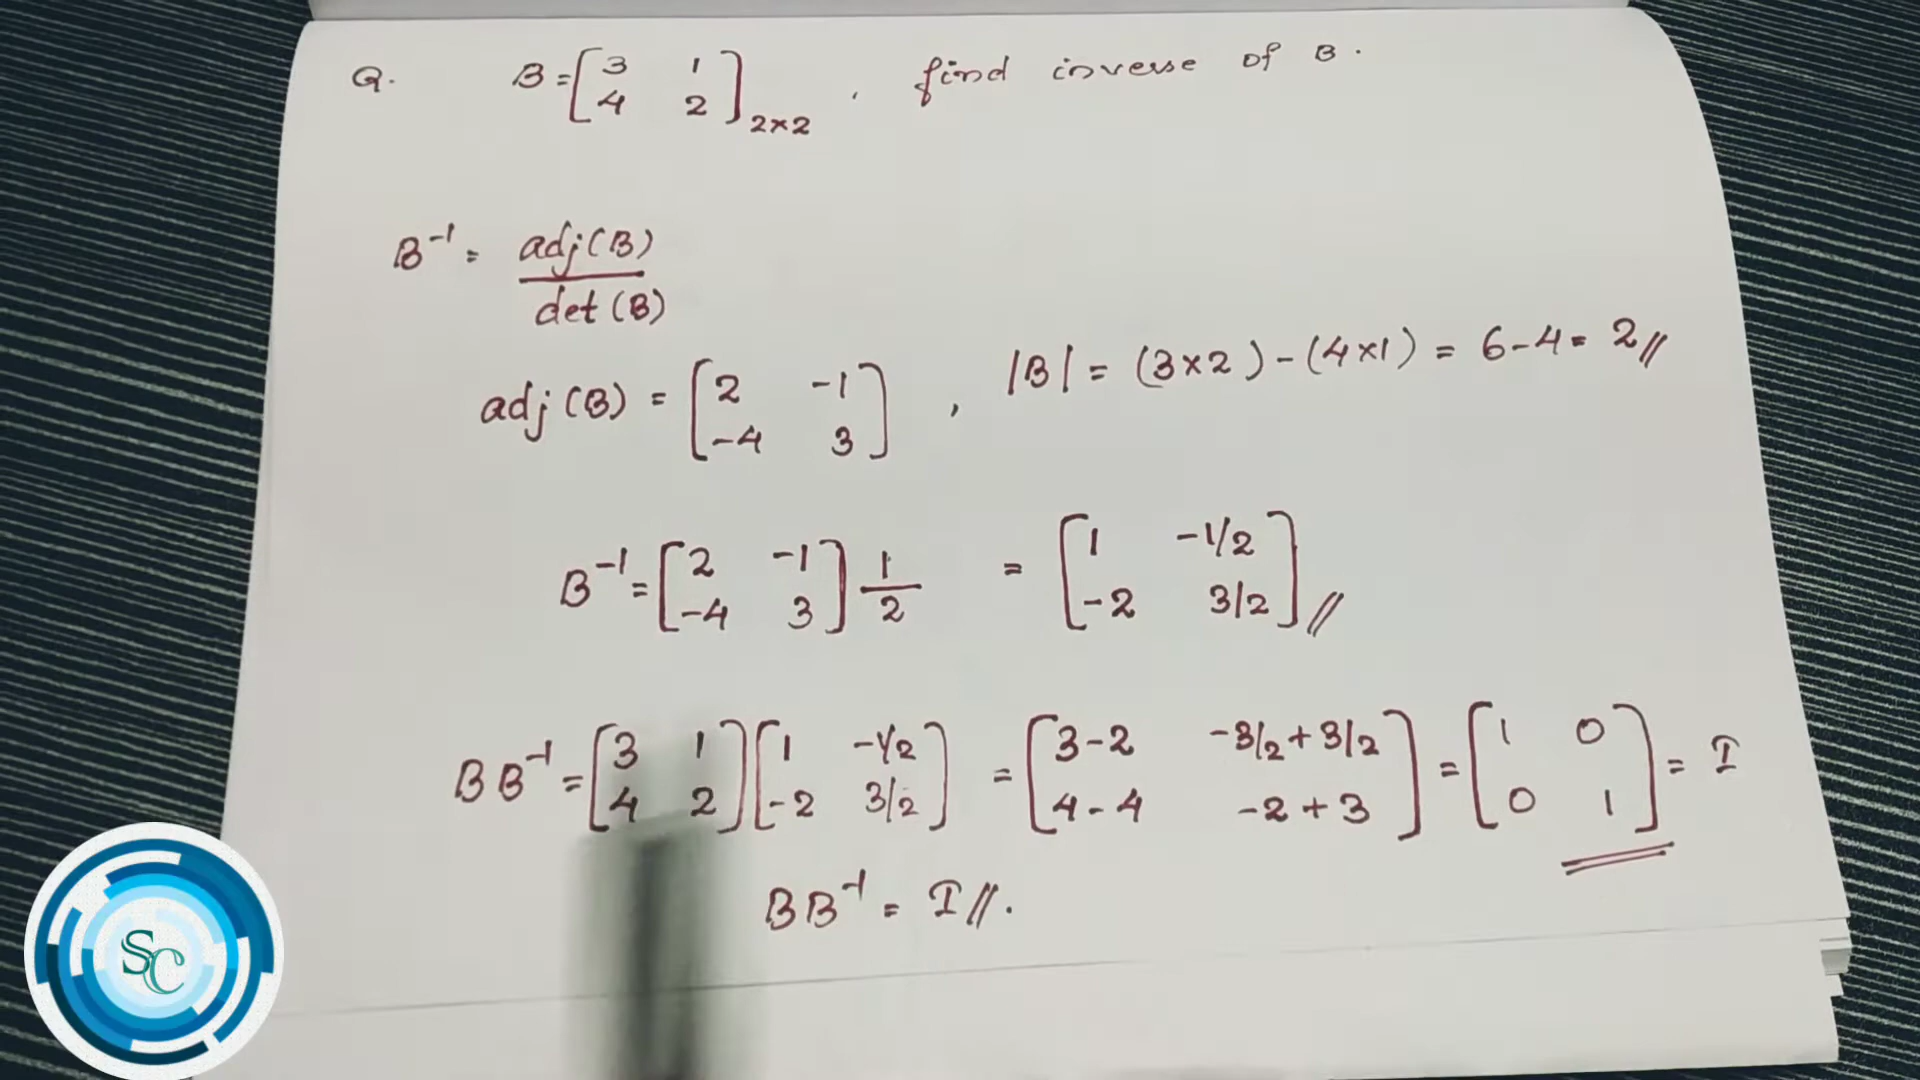 Q. B = [3 1 4 2]2×2 , find inverse of B.
B⁻¹ = adj(B) / det(B)
adj(B) = [2 -1 -4 3] , |B| = (3×2) - (4×1) = 6-4 = 2//
B⁻¹ = [2 -1 -4 3] 1/2 = [1 -1/2 -2 3/2]//
BB⁻¹ = [3 1 4 2] [1 -1/2 -2 3/2] = [3-2 -3/2+3/2 4-4 -2+3] = [1 0 0 1] = I
BB⁻¹ = I//.
SC